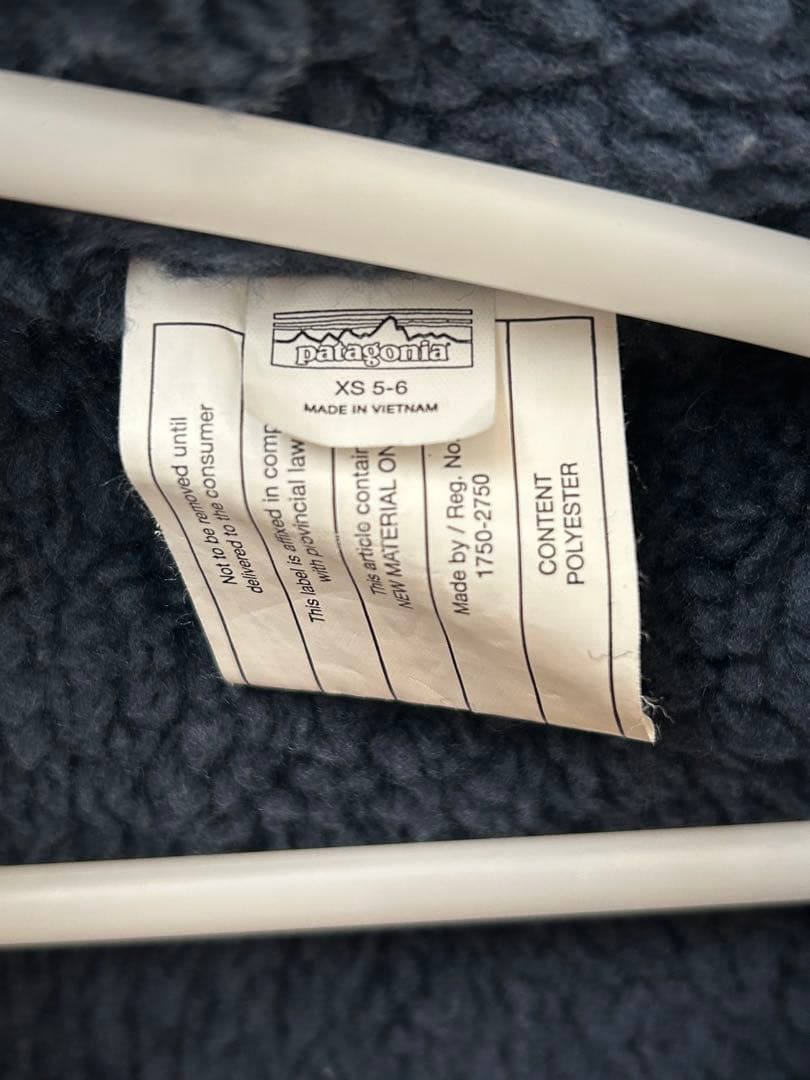 patagonia
XS 5-6
MADE IN VIETNAM
Not to be removed until
delivered to the consumer
This label is affixed in comp
with provincial law
This article contain
NEW MATERIAL ON
Made by / Reg. No.
1750-2750
CONTENT
POLYESTER